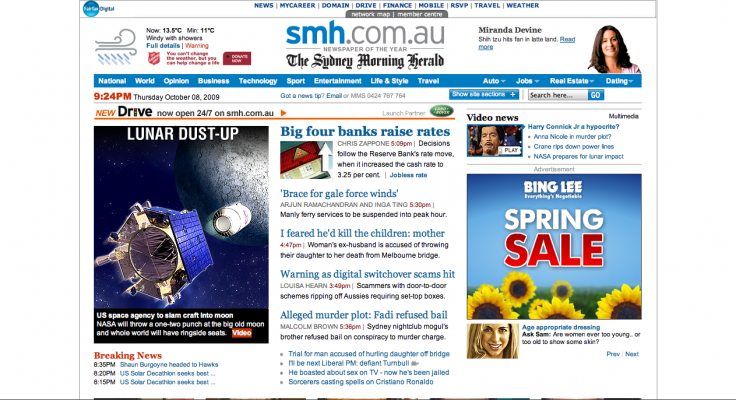 Fairfax Digital
NEWS | MYCAREER | DOMAIN | DRIVE | FINANCE | MOBILE | RSVP | TRAVEL | WEATHER
network map | member centre
Now: 13.5°C Min: 11°C
Windy with showers
Full details | Warning
You can't change the weather, but you can change lives.
DONATE NOW
smh.com.au
NEWSPAPER OF THE YEAR
The Sydney Morning Herald
Miranda Devine
Shih tzu hits fan in latte land. Read more
National World Opinion Business Technology Sport Entertainment Life & Style Travel Auto Jobs Real Estate Dating
9:24PM Thursday October 08, 2009
Got a news tip? Email or MMS 0424 767 764
Show site sections +
Search here... GO
NEW Drive now open 24/7 on smh.com.au
Launch Partner
LUNAR DUST-UP
US space agency to slam craft into moon
NASA will throw a one-two punch at the big old moon
and whole world will have ringside seats. Video
Breaking News
8:35PM Shaun Burgoyne headed to Hawks
8:20PM US Solar Decathlon seeks best ...
8:15PM US Solar Decathlon seeks best ...
Big four banks raise rates
CHRIS ZAPPONE 5:09pm | Decisions
follow the Reserve Bank's rate move,
when it increased the cash rate to
3.25 per cent. | Jobless rate
'Brace for gale force winds'
ARJUN RAMACHANDRAN AND INGA TING 5:30pm |
Manly ferry services to be suspended into peak hour.
I feared he'd kill the children: mother
4:47pm | Woman's ex-husband is accused of throwing
their daughter to her death from Melbourne bridge.
Warning as digital switchover scams hit
LOUISA HEARN 3:49pm | Scammers with door-to-door
schemes ripping off Aussies requiring set-top boxes.
Alleged murder plot: Fadi refused bail
MALCOLM BROWN 5:36pm | Sydney nightclub mogul's
brother refused bail on conspiracy to murder charge.
Trial for man accused of hurling daughter off bridge
I'll be next Liberal PM: defiant Turnbull
He boasted about sex on TV - now he's been jailed
Sorcerers casting spells on Cristiano Ronaldo
Video news
Multimedia
PLAY
Harry Connick Jr a hypocrite?
Anna Nicole in murder plot?
Crane rips down power lines
NASA prepares for lunar impact
Advertisement
BING LEE
Everything's Negotiable
SPRING
SALE
Age appropriate dressing
Ask Sam: Are women ever too young.. or
too old to show some skin?
Prev | Next